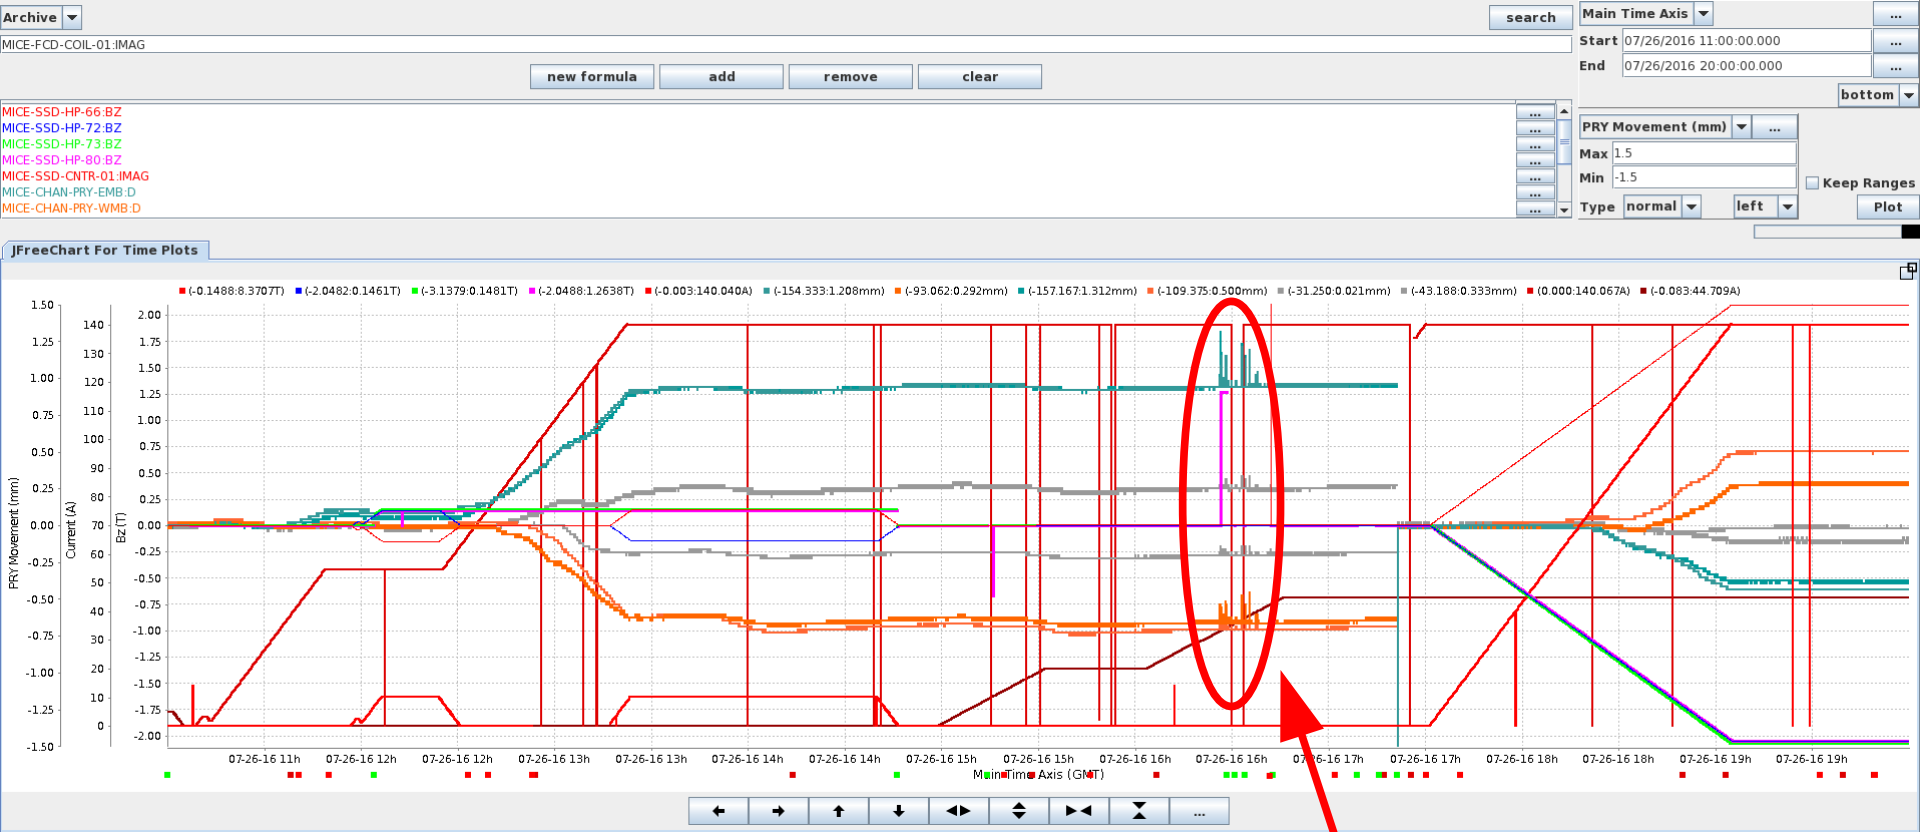 Archive
search
MICE-FCD-COIL-01:IMAG
new formula add remove clear
MICE-SSD-HP-66:BZ ...
MICE-SSD-HP-72:BZ ...
MICE-SSD-HP-73:BZ ...
MICE-SSD-HP-80:BZ ...
MICE-SSD-CNTR-01:IMAG ...
MICE-CHAN-PRY-EMB:D ...
MICE-CHAN-PRY-WMB:D ...
Main Time Axis ...
Start 07/26/2016 11:00:00.000 ...
End 07/26/2016 20:00:00.000 ...
bottom
PRY Movement (mm) ...
Max 1.5
Min -1.5
Keep Ranges
Type normal left Plot
JFreeChart For Time Plots
(-0.1488:8.3707T) (-2.0482:0.1461T) (-3.1379:0.1481T) (-2.0488:1.2638T) (-0.003:140.040A) (-154.333:1.208mm) (-93.062:0.292mm) (-157.167:1.312mm) (-109.375:0.500mm) (-31.250:0.021mm) (-43.188:0.333mm) (0.000:140.067A) (-0.083:44.709A)
PRY Movement (mm)
1.50
1.25
1.00
0.75
0.50
0.25
0.00
-0.25
-0.50
-0.75
-1.00
-1.25
-1.50
Current (A)
140
130
120
110
100
90
80
70
60
50
40
30
20
10
0
Bz (T)
2.00
1.75
1.50
1.25
1.00
0.75
0.50
0.25
0.00
-0.25
-0.50
-0.75
-1.00
-1.25
-1.50
-1.75
-2.00
07-26-16 11h 07-26-16 12h 07-26-16 12h 07-26-16 13h 07-26-16 13h 07-26-16 14h 07-26-16 14h 07-26-16 15h 07-26-16 15h 07-26-16 16h 07-26-16 16h 07-26-16 17h 07-26-16 17h 07-26-16 18h 07-26-16 18h 07-26-16 19h 07-26-16 19h
Main Time Axis (GMT)
...